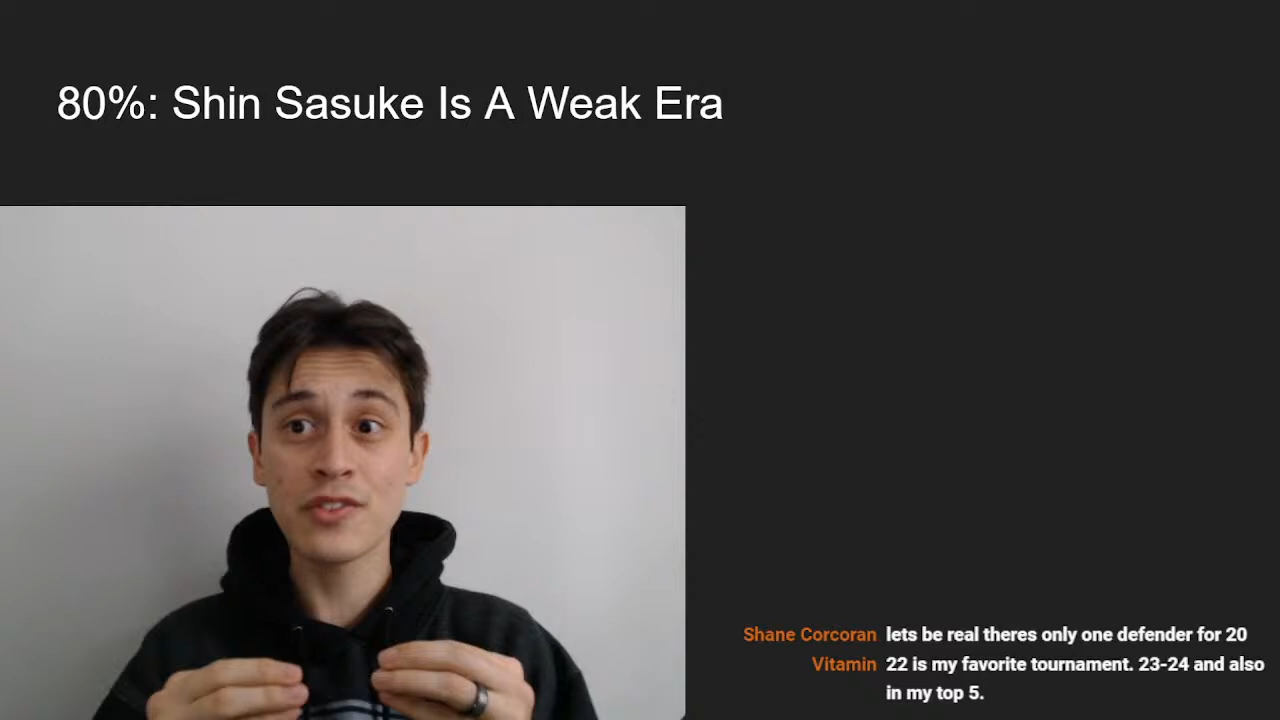 80%: Shin Sasuke Is A Weak Era
Shane Corcoran lets be real theres only one defender for 20
Vitamin 22 is my favorite tournament. 23-24 and also
in my top 5.